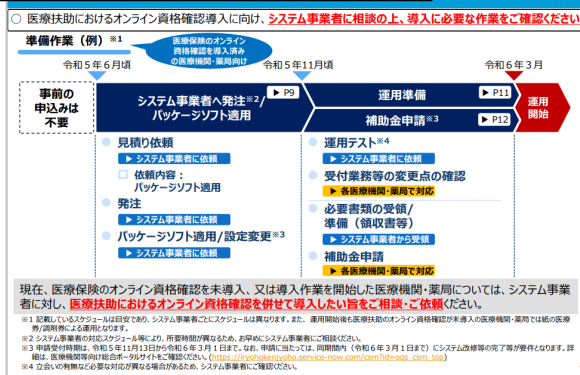 ○ 医療扶助におけるオンライン資格確認導入に向け、システム事業者に相談の上、導入に必要な作業をご確認ください
準備作業（例）※1
医療保険のオンライン
資格確認を導入済み
の医療機関・薬局向け
令和5年6月頃
令和5年11月頃
令和6年3月
事前の
申込みは
不要
システム事業者へ発注※2/
パッケージソフト適用
▶ P9
運用準備
▶ P11
補助金申請※3
▶ P12
運用
開始
見積り依頼
▶ システム事業者に依頼
依頼内容：
パッケージソフト適用
発注
▶ システム事業者に依頼
パッケージソフト適用/設定変更※3
▶ システム事業者に依頼
運用テスト※4
▶ システム事業者に依頼
受付業務等の変更点の確認
▶ 各医療機関・薬局で対応
必要書類の受領/
準備（領収書等）
▶ システム事業者から受領
補助金申請
▶ 各医療機関・薬局で対応
現在、医療保険のオンライン資格確認を未導入、又は導入作業を開始した医療機関・薬局については、システム事業
者に対し、医療扶助におけるオンライン資格確認を併せて導入したい旨をご相談・ご依頼ください。
※1 記載しているスケジュールは目安であり、システム事業者ごとにスケジュールは異なります。また、運用開始後も医療扶助のオンライン資格確認が未導入の医療機関・薬局では紙の医療
券/調剤券による運用となります。
※2 システム事業者の対応スケジュール等により、所要時間が異なるため、お早めにシステム事業者にご相談ください。
※3 申請受付時期は、令和5年11月13日から令和6年3月1日まで。なお、申請に当たっては、同期間内（令和6年3月1日まで）にシステム改修等の完了等が要件となります。詳
細は、医療機関等向け総合ポータルサイトをご確認ください。(https://iryohokenjyoho.service-now.com/csm?id=oqs_csm_top)
※4 立会いの有無など必要な対応が異なる場合があるため、システム事業者にご確認ください。